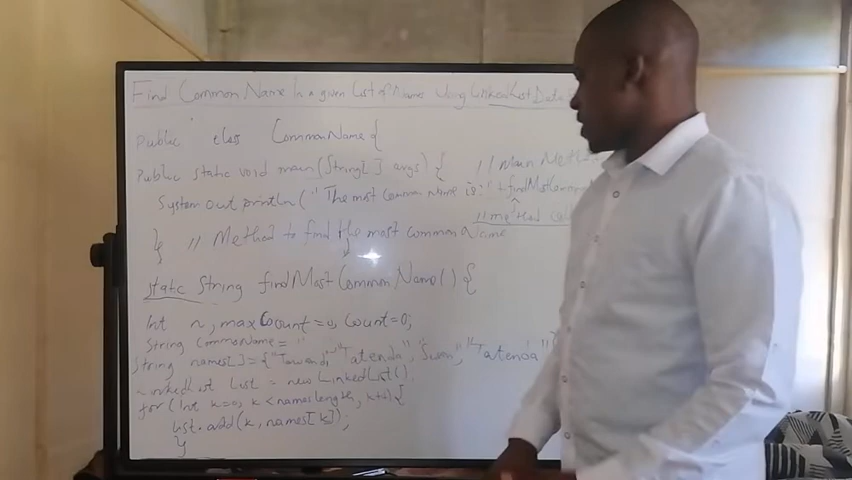 Find Common Name In a given List of Name Using LinkedList Data
public class CommonName{
public static void main(String[] args) { // Main Meth
System.out.println("The most common Name is:" + findMostCommon
// method call
} // Method to find the most common Name
static String findMostCommonName() {
Int n, maxCount=0, Count=0;
String CommonName = "
String names[]={"Tawanda", "Tatenda", "Tatenda"
LinkedList List = new LinkedList();
for (Int k=0, k<names.length, k++){
List.add(k, names[k]);
}